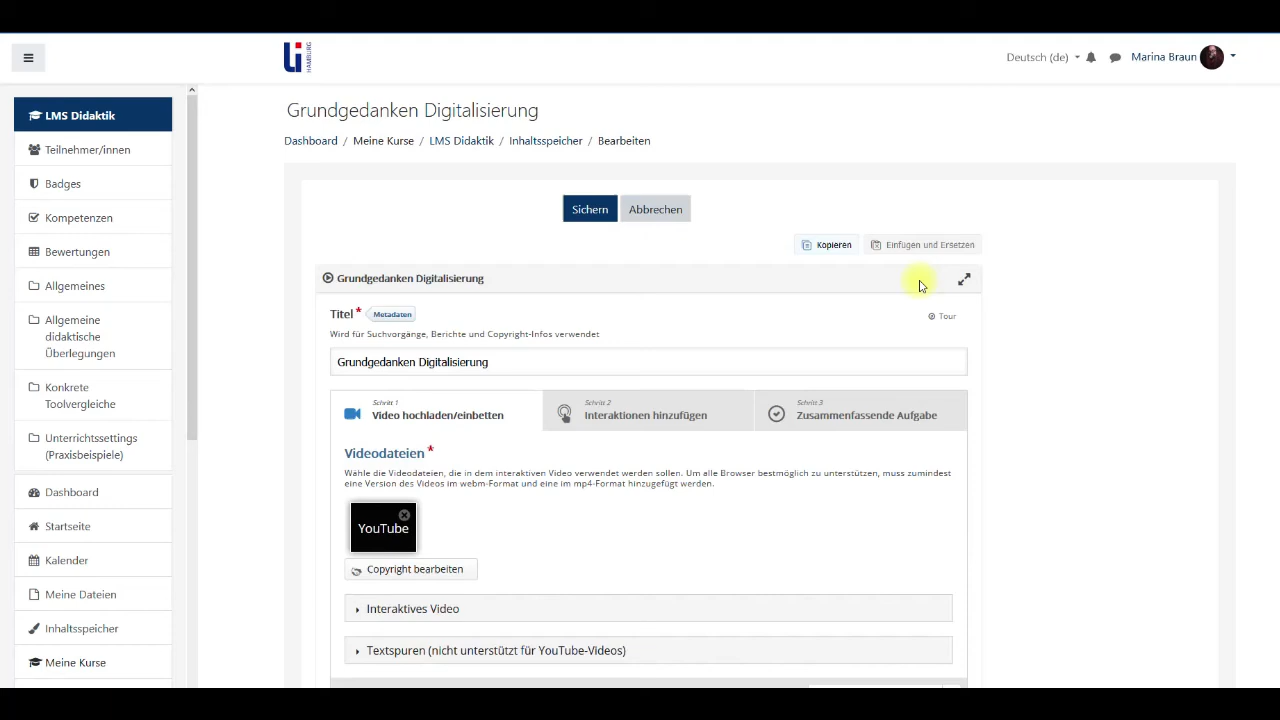 LI
HAMBURG
Deutsch (de)
Marina Braun
LMS Didaktik
Teilnehmer/innen
Badges
Kompetenzen
Bewertungen
Allgemeines
Allgemeine
didaktische
Überlegungen
Konkrete
Toolvergleiche
Unterrichtssettings
(Praxisbeispiele)
Dashboard
Startseite
Kalender
Meine Dateien
Inhaltsspeicher
Meine Kurse
Grundgedanken Digitalisierung
Dashboard / Meine Kurse / LMS Didaktik / Inhaltsspeicher / Bearbeiten
Sichern Abbrechen
Kopieren Einfügen und Ersetzen
Grundgedanken Digitalisierung
Titel* Metadaten
Tour
Wird für Suchvorgänge, Berichte und Copyright-Infos verwendet
Grundgedanken Digitalisierung
Schritt 1
Video hochladen/einbetten
Schritt 2
Interaktionen hinzufügen
Schritt 3
Zusammenfassende Aufgabe
Videodateien *
Wähle die Videodateien, die in dem interaktiven Video verwendet werden sollen. Um alle Browser bestmöglich zu unterstützen, muss zumindest
eine Version des Videos im webm-Format und eine im mp4-Format hinzugefügt werden.
YouTube
Copyright bearbeiten
Interaktives Video
Textspuren (nicht unterstützt für YouTube-Videos)